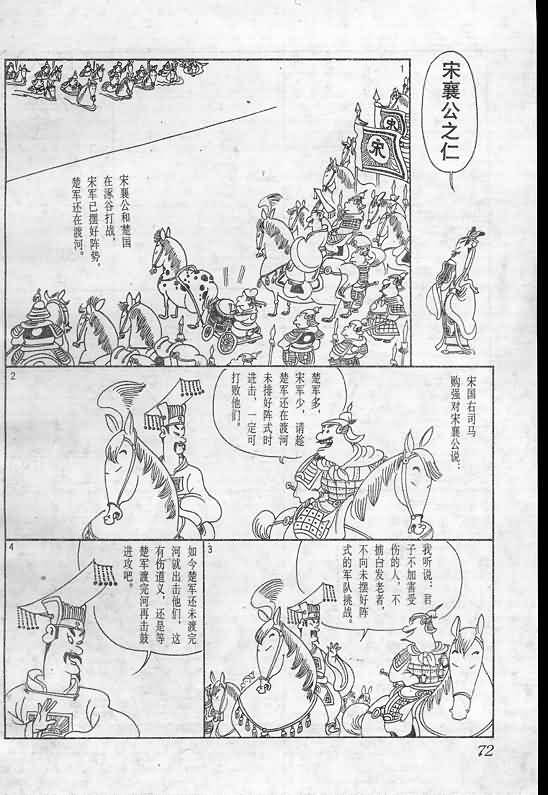 宋襄公之仁
1
宋
宋
宋襄公和楚国
在涿谷打战，
宋军已摆好阵势，
楚军还在渡河。
2
宋国右司马
购强对宋襄公说：
楚军多，
宋军少，请趁
楚军还在渡河
未排好阵式时
进击，一定可
打败他们。
3
我听说：君
子不加害受
伤的人，不
擒白发老者，
不向未摆好阵
式的军队挑战。
4
如今楚军还未渡完
河就出击他们，这
有伤道义，还是等
楚军渡完河再击鼓
进攻吧。
72